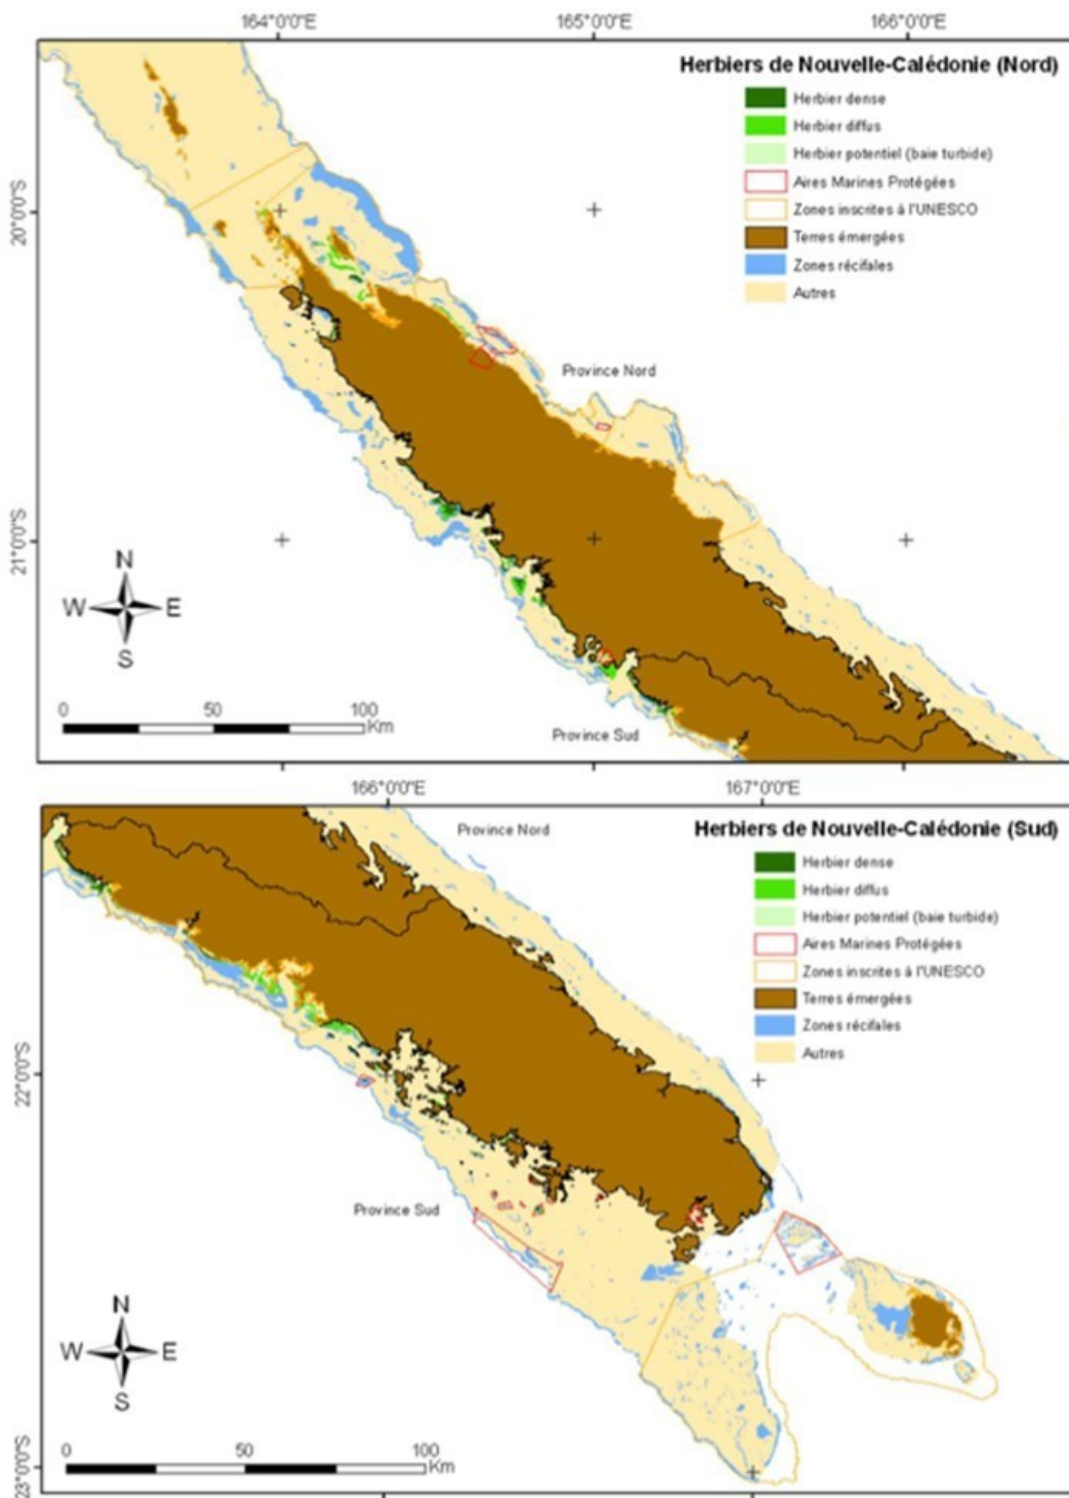 164°0'0"E 165°0'0"E 166°0'0"E
Herbiers de Nouvelle-Calédonie (Nord)
Herbier dense
Herbier diffus
Herbier potentiel (baie turbide)
Aires Marines Protégées
Zones inscrites à l'UNESCO
Terres émergées
Zones récifales
Autres
20°0'0"S
Province Nord
21°0'0"S
N
W E
S
0 50 100
Km
Province Sud
166°0'0"E 167°0'0"E
Province Nord
Herbiers de Nouvelle-Calédonie (Sud)
Herbier dense
Herbier diffus
Herbier potentiel (baie turbide)
Aires Marines Protégées
Zones inscrites à l'UNESCO
Terres émergées
Zones récifales
Autres
22°0'0"S
Province Sud
N
W E
S
0 50 100
Km
23°0'0"S